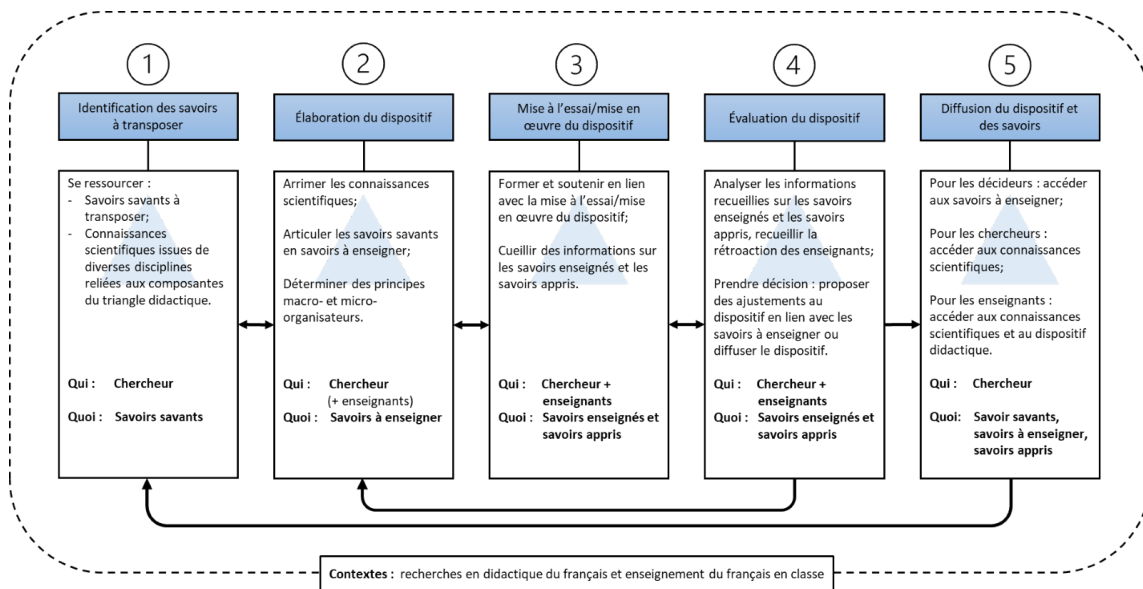 1
Identification des savoirs
à transposer
Se ressourcer :
- Savoirs savants à
transposer;
- Connaissances
scientifiques issues de
diverses disciplines
reliées aux composantes
du triangle didactique.
Qui : Chercheur
Quoi : Savoirs savants
2
Élaboration du dispositif
Arrimer les connaissances
scientifiques;
Articuler les savoirs savants
en savoirs à enseigner;
Déterminer des principes
macro- et micro-
organisateurs.
Qui : Chercheur
(+ enseignants)
Quoi : Savoirs à enseigner
3
Mise à l'essai/mise en
œuvre du dispositif
Former et soutenir en lien
avec la mise à l'essai/mise
en œuvre du dispositif;
Cueillir des informations sur
les savoirs enseignés et les
savoirs appris.
Qui : Chercheur +
enseignants
Quoi : Savoirs enseignés et
savoirs appris
4
Évaluation du dispositif
Analyser les informations
recueillies sur les savoirs
enseignés et les savoirs
appris, recueillir la
rétroaction des enseignants;
Prendre décision : proposer
des ajustements au
dispositif en lien avec les
savoirs à enseigner ou
diffuser le dispositif.
Qui : Chercheur +
enseignants
Quoi : Savoirs enseignés et
savoirs appris
5
Diffusion du dispositif et
des savoirs
Pour les décideurs : accéder
aux savoirs à enseigner;
Pour les chercheurs :
accéder aux connaissances
scientifiques;
Pour les enseignants :
accéder aux connaissances
scientifiques et au dispositif
didactique.
Qui : Chercheur
Quoi: Savoir savants,
savoirs à enseigner,
savoirs appris
Contextes : recherches en didactique du français et enseignement du français en classe